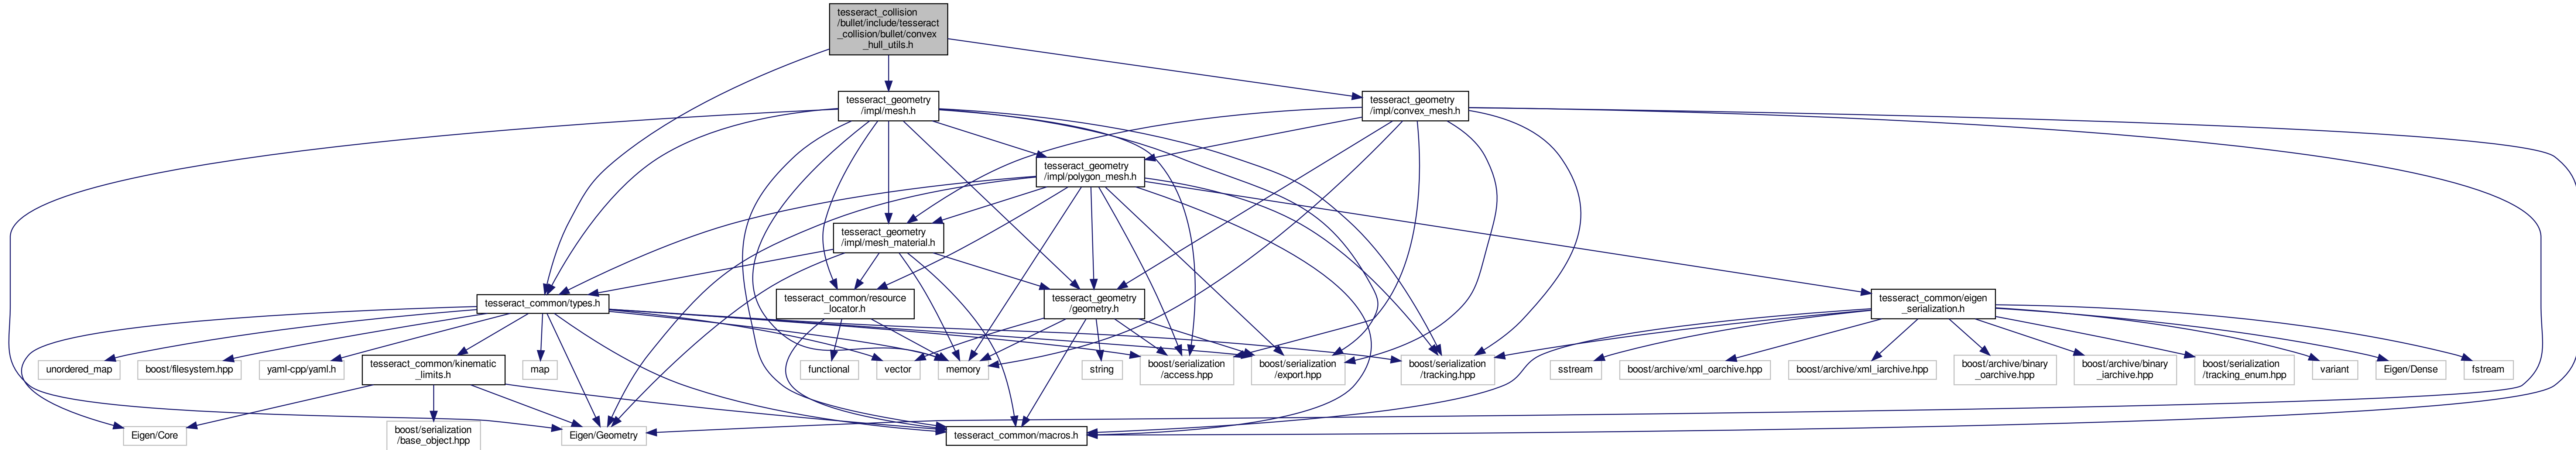 tesseract_collision
/bullet/include/tesseract
_collision/bullet/convex
_hull_utils.h
tesseract_geometry
/impl/mesh.h
tesseract_geometry
/impl/convex_mesh.h
tesseract_geometry
/impl/polygon_mesh.h
tesseract_geometry
/impl/mesh_material.h
tesseract_common/types.h
tesseract_common/resource
_locator.h
tesseract_geometry
/geometry.h
tesseract_common/eigen
_serialization.h
unordered_map
boost/filesystem.hpp
yaml-cpp/yaml.h
tesseract_common/kinematic
_limits.h
map
functional
vector
memory
string
boost/serialization
/access.hpp
boost/serialization
/export.hpp
boost/serialization
/tracking.hpp
sstream
boost/archive/xml_oarchive.hpp
boost/archive/xml_iarchive.hpp
boost/archive/binary
_oarchive.hpp
boost/archive/binary
_iarchive.hpp
boost/serialization
/tracking_enum.hpp
variant
Eigen/Dense
fstream
Eigen/Core
boost/serialization
/base_object.hpp
Eigen/Geometry
tesseract_common/macros.h